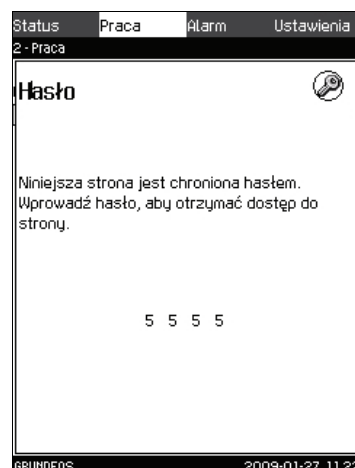 Status Praca Alarm Ustawienia
2 - Praca
Hasło
Niniejsza strona jest chroniona hasłem.
Wprowadź hasło, aby otrzymać dostęp do
strony.
5 5 5 5
GRUNDFOS 2009-01-27 11:33